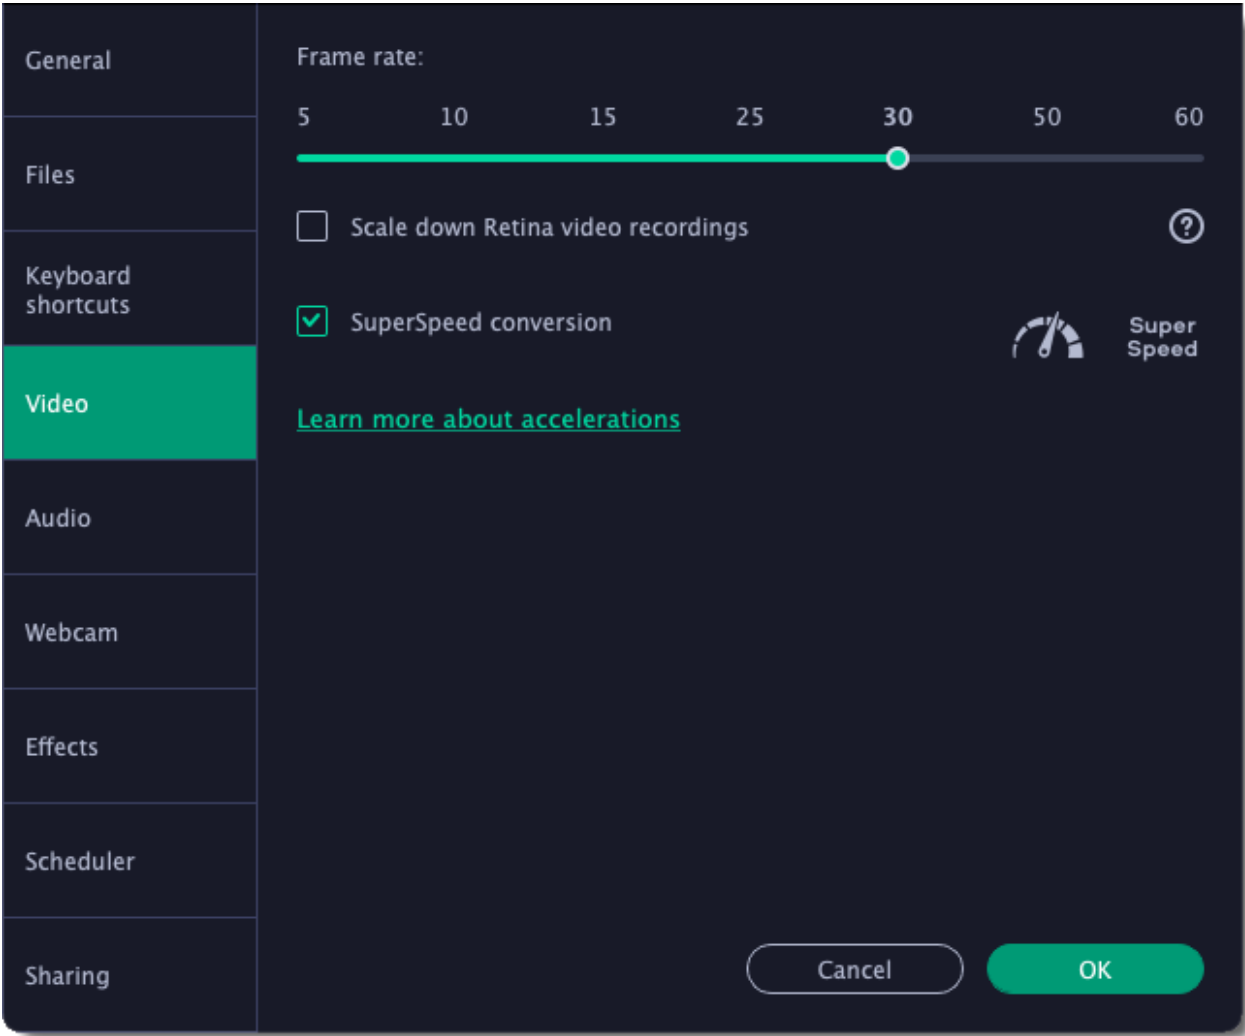 General
Files
Keyboard
shortcuts
Video
Audio
Webcam
Effects
Scheduler
Sharing
Frame rate:
5 10 15 25 30 50 60
Scale down Retina video recordings ?
SuperSpeed conversion
Super
Speed
Learn more about accelerations
Cancel OK